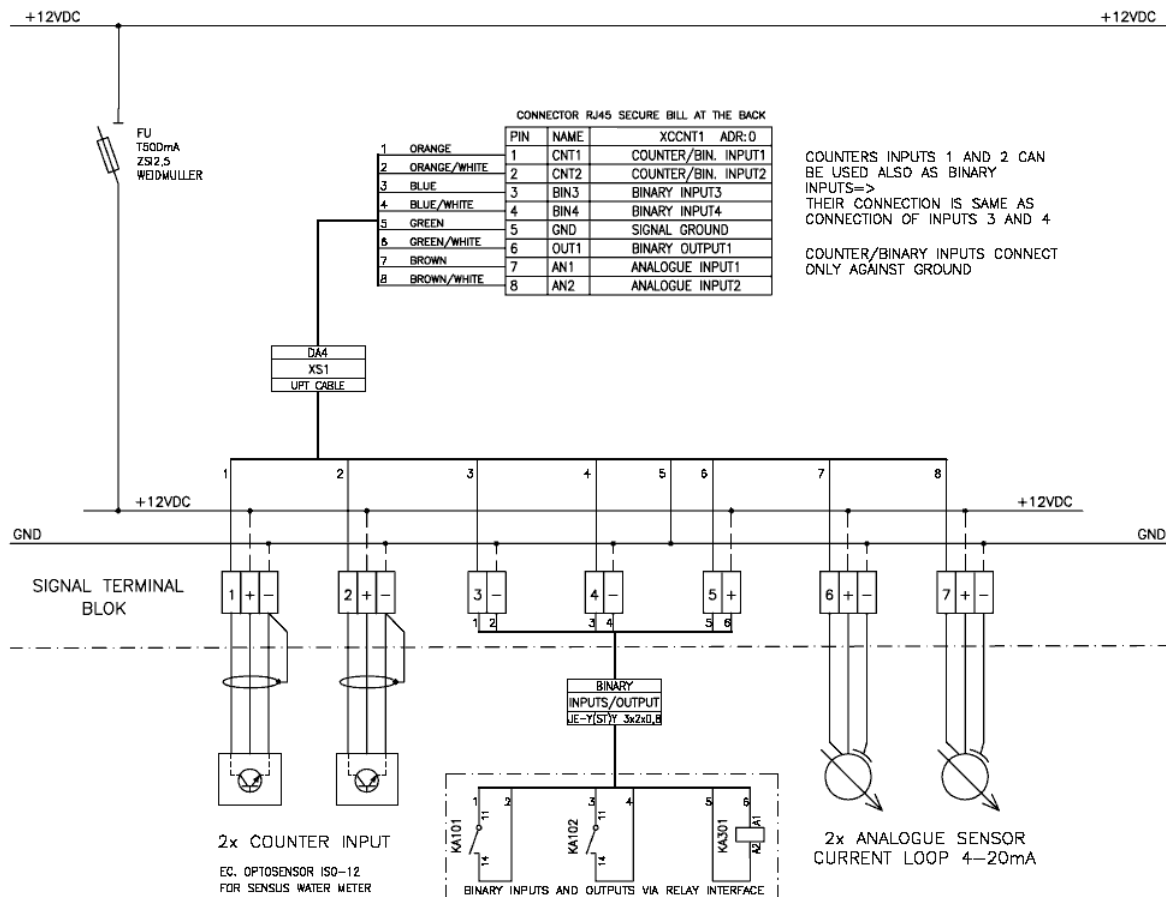 +12VDC
+12VDC
FU
T500mA
ZSI2,5
WEIDMULLER
CONNECTOR RJ45 SECURE BILL AT THE BACK
PIN NAME XCCNT1 ADR:0
1 ORANGE 1 CNT1 COUNTER/BIN. INPUT1
2 ORANGE/WHITE 2 CNT2 COUNTER/BIN. INPUT2
3 BLUE 3 BIN3 BINARY INPUT3
4 BLUE/WHITE 4 BIN4 BINARY INPUT4
5 GREEN 5 GND SIGNAL GROUND
6 GREEN/WHITE 6 OUT1 BINARY OUTPUT1
7 BROWN 7 AN1 ANALOGUE INPUT1
8 BROWN/WHITE 8 AN2 ANALOGUE INPUT2
COUNTERS INPUTS 1 AND 2 CAN
BE USED ALSO AS BINARY
INPUTS=>
THEIR CONNECTION IS SAME AS
CONNECTION OF INPUTS 3 AND 4
COUNTER/BINARY INPUTS CONNECT
ONLY AGAINST GROUND
DA4
XS1
UPT CABLE
1 2 3 4 5 6 7 8
+12VDC
+12VDC
GND
GND
SIGNAL TERMINAL
BLOK
1 + - 2 + - 3 - 4 - 5 + 6 + - 7 + -
1 2 3 4 5 6
BINARY
INPUTS/OUTPUT
JE-Y(ST)Y 3x2x0,8
1 2 3 4 5 6
KA101 11 14
KA102 11 14
KA301 A1 A2
BINARY INPUTS AND OUTPUTS VIA RELAY INTERFACE
2x COUNTER INPUT
EC. OPTOSENSOR ISO-12
FOR SENSUS WATER METER
2x ANALOGUE SENSOR
CURRENT LOOP 4-20mA